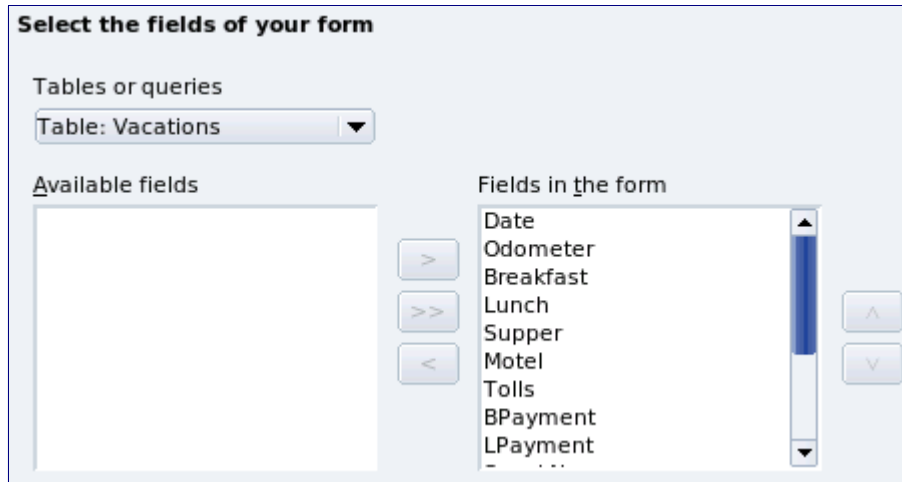 Select the fields of your form
Tables or queries
Table: Vacations
Available fields
Fields in the form
Date
Odometer
Breakfast
Lunch
Supper
Motel
Tolls
BPayment
LPayment
>
>>
<